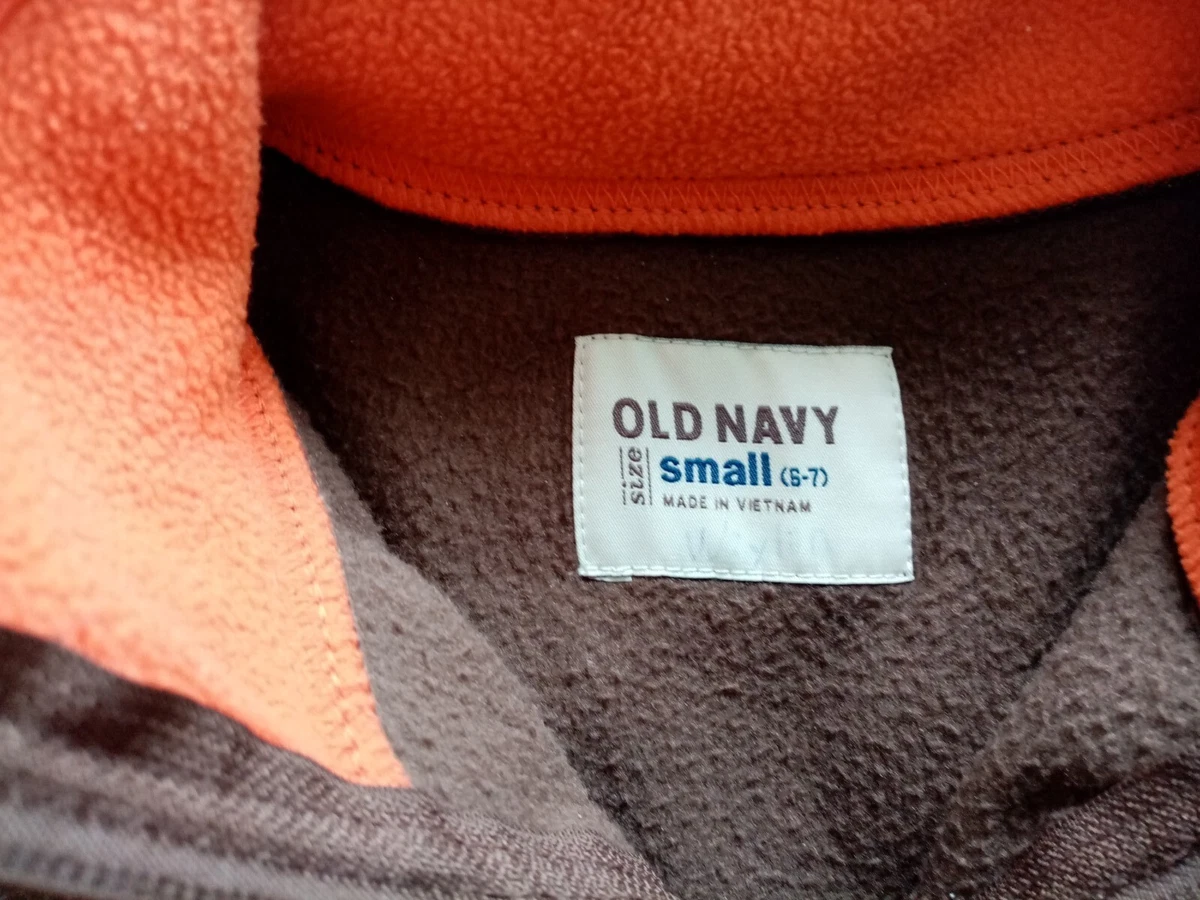 OLD NAVY
size
small (6-7)
MADE IN VIETNAM